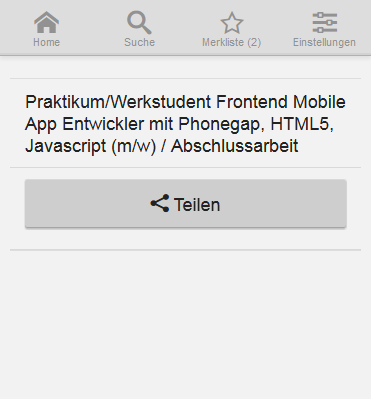 Home Suche Merkliste (2) Einstellungen
Praktikum/Werkstudent Frontend Mobile
App Entwickler mit Phonegap, HTML5,
Javascript (m/w) / Abschlussarbeit
Teilen